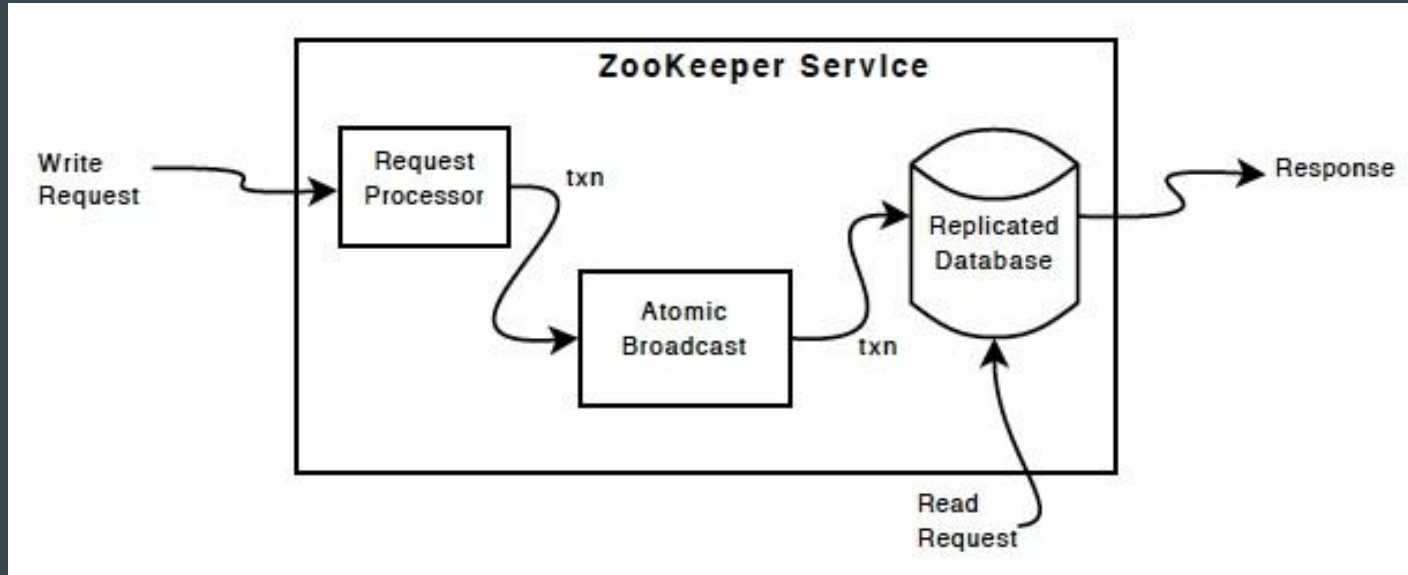 ZooKeeper Service
Write
Request
Request
Processor
txn
Atomic
Broadcast
txn
Replicated
Database
Response
Read
Request